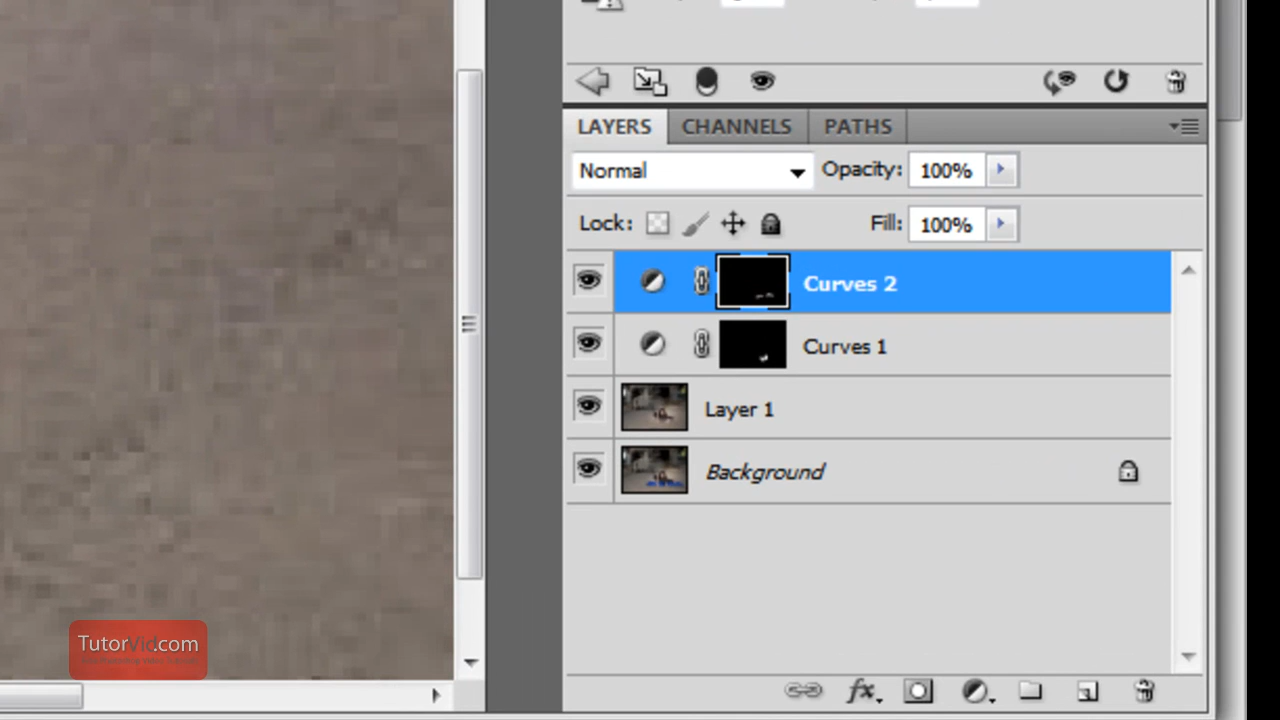 LAYERS CHANNELS PATHS
Normal Opacity: 100%
Lock: Fill: 100%
Curves 2
Curves 1
Layer 1
Background
fx
TutorVid.com